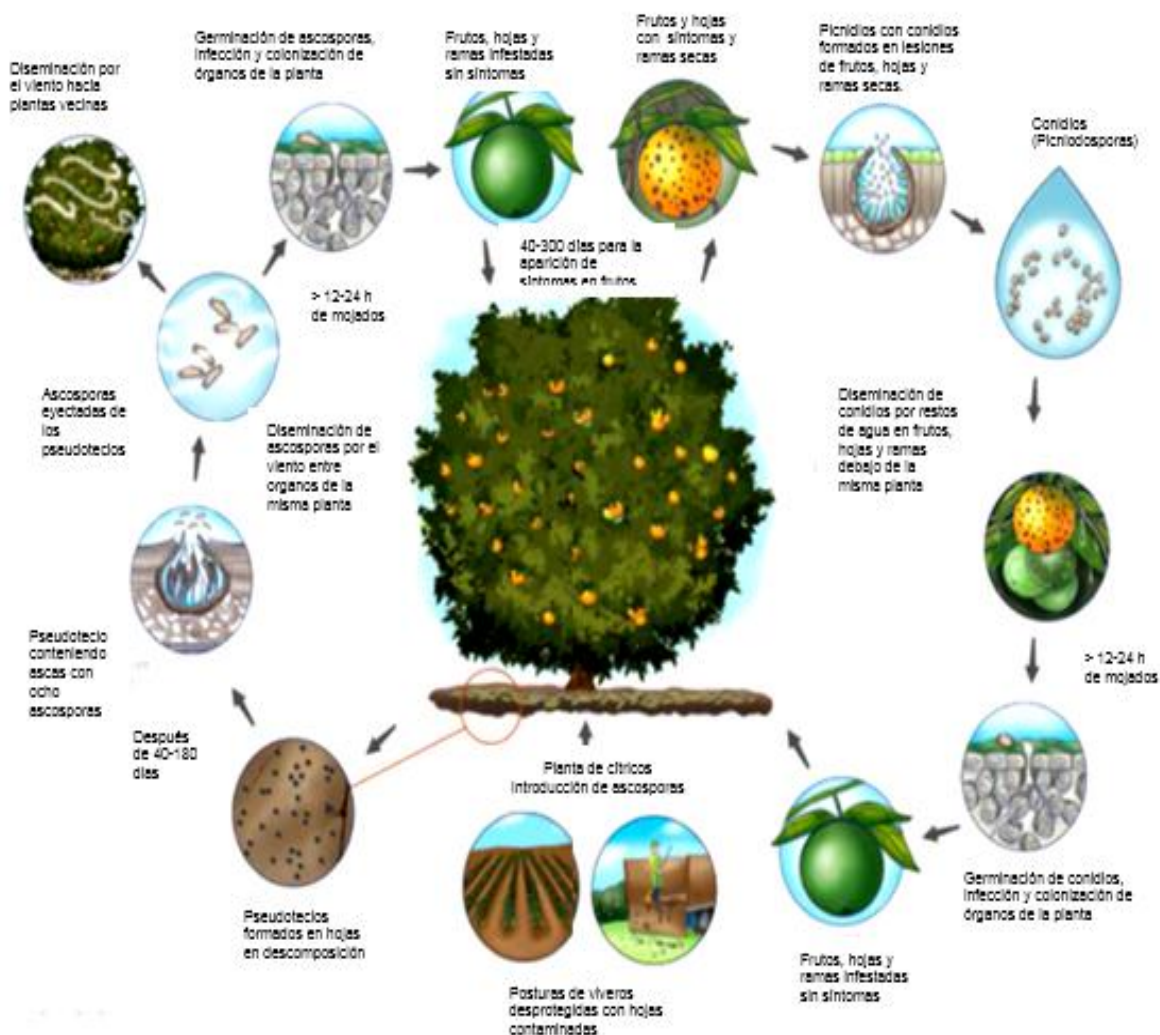 Diseminación por
el viento hacia
plantas vecinas
Germinación de ascosporas,
infección y colonización de
órganos de la planta
Frutos, hojas y
ramas infestadas
sin síntomas
Frutos y hojas
con síntomas y
ramas secas
Picnidios con conidios
formados en lesiones
de frutos, hojas y
ramas secas.
Conidios
(Picniodosporas)
40-300 días para la
aparición de
síntomas en frutos
> 12-24 h
de mojados
Ascosporas
eyectadas de
los
pseudotecios
Diseminación de
ascosporas por el
viento entre
organos de la
misma planta
Diseminación de
conidios por restos
de agua en frutos,
hojas y ramas
debajo de la
misma planta
> 12-24 h
de mojados
Pseudotecio
conteniendo
ascas con
ocho
ascosporas
Después
de 40-180
días
Planta de cítricos
Introducción de ascosporas
Germinación de conidios,
infección y colonización de
órganos de la planta
Pseudotecios
formados en hojas
en descomposición
Frutos, hojas y
ramas infestadas
sin síntomas
Posturas de viveros
desprotegidas con hojas
contaminadas